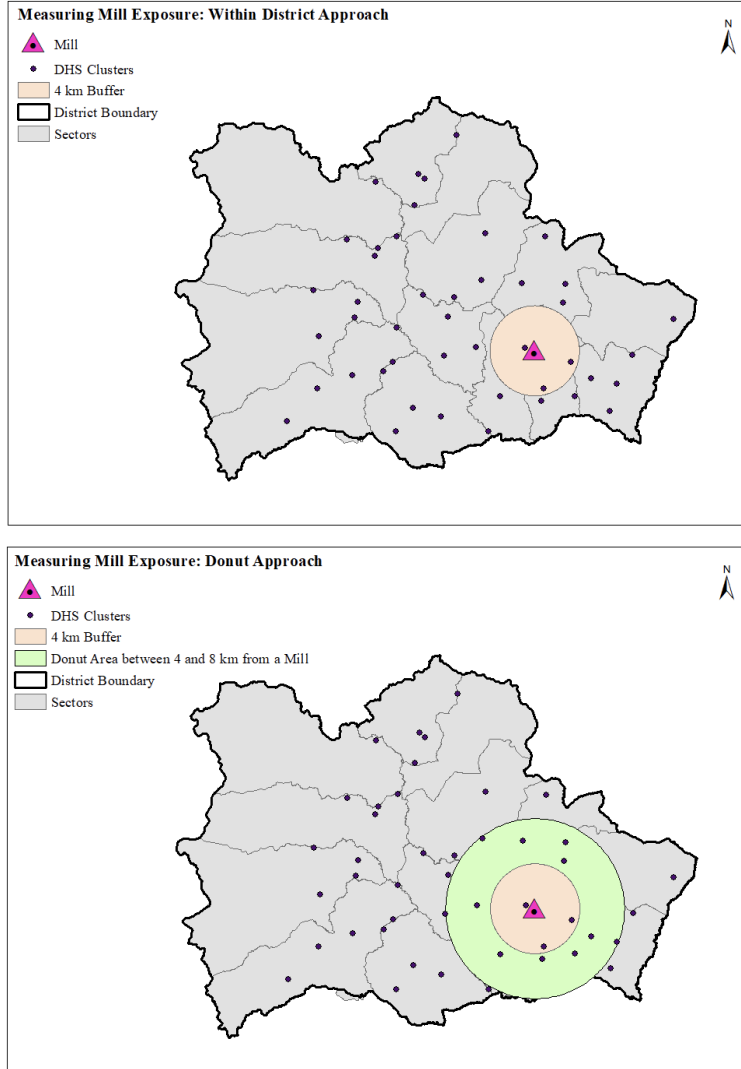 Measuring Mill Exposure: Within District Approach
N
Mill
DHS Clusters
4 km Buffer
District Boundary
Sectors
Measuring Mill Exposure: Donut Approach
N
Mill
DHS Clusters
4 km Buffer
Donut Area between 4 and 8 km from a Mill
District Boundary
Sectors